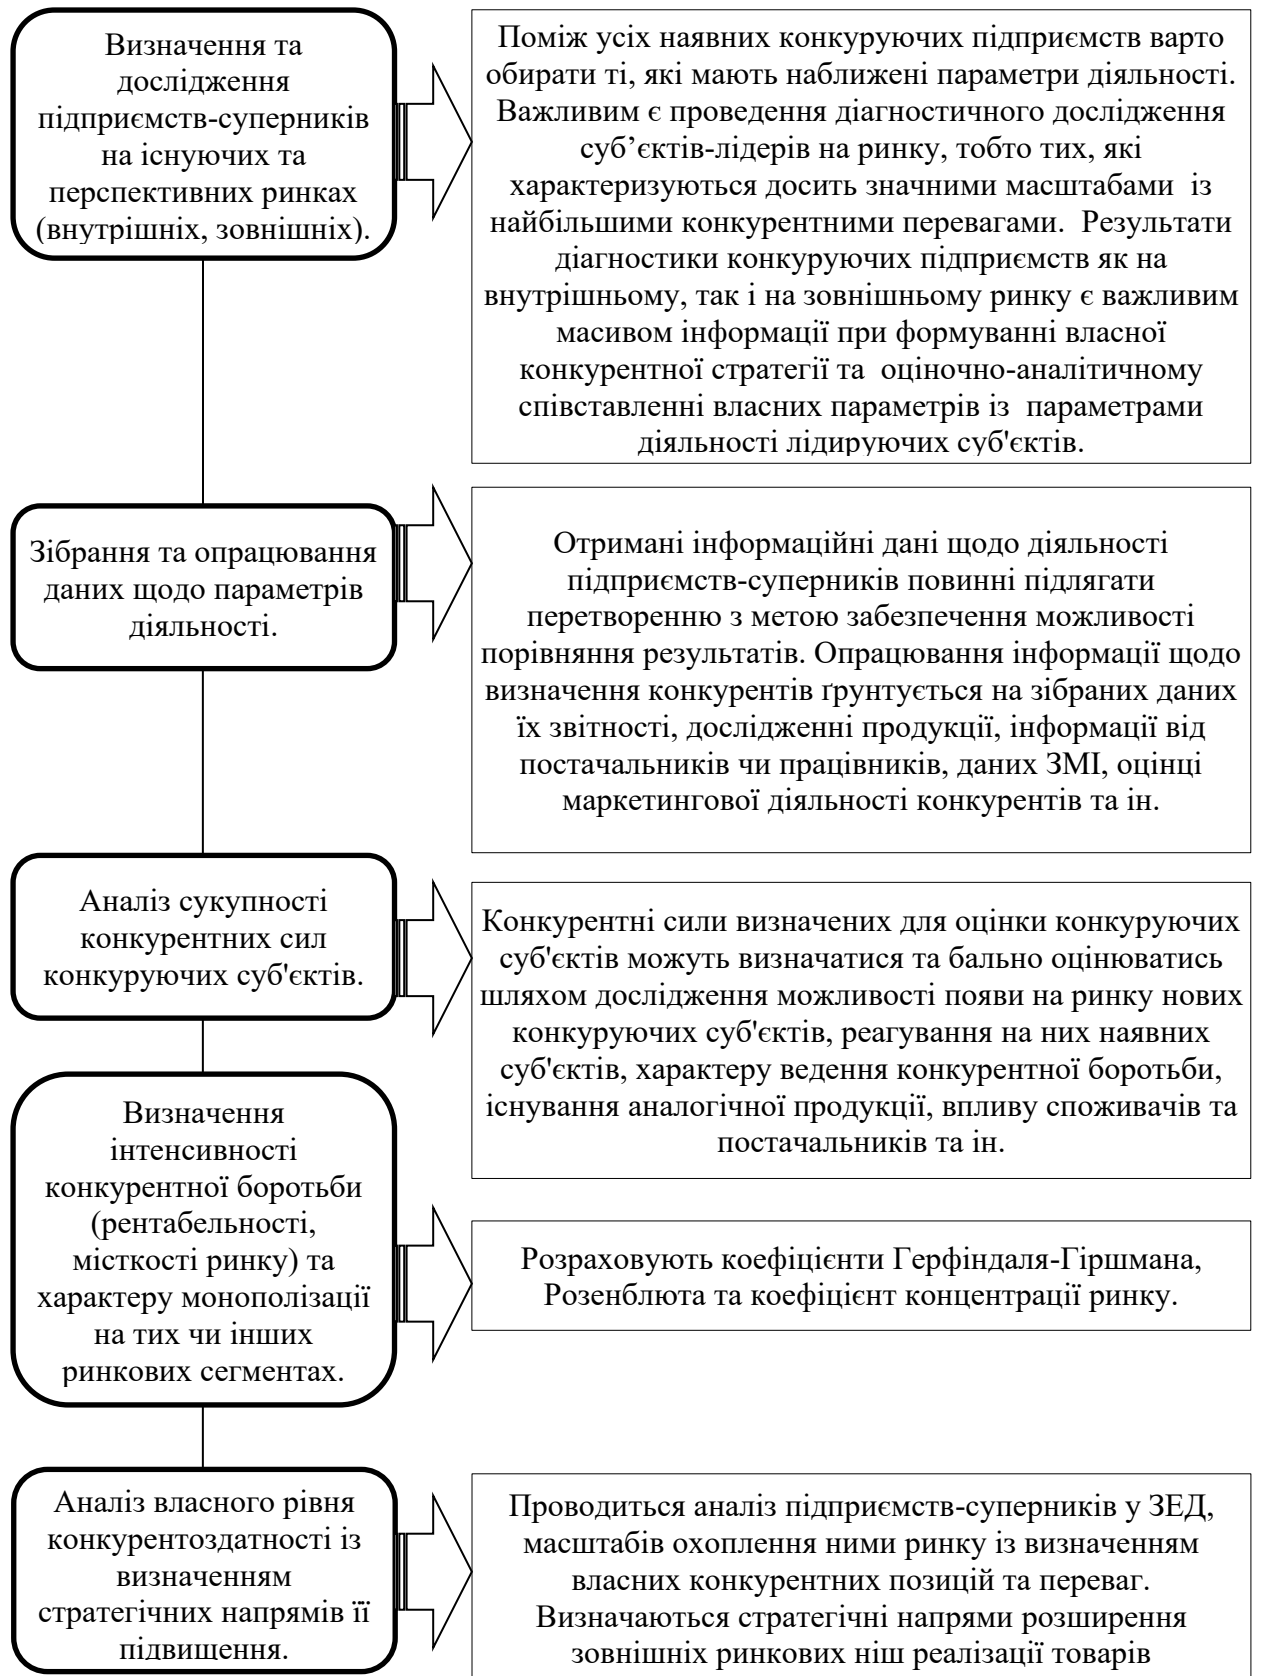 Визначення та
дослідження
підприємств-суперників
на існуючих та
перспективних ринках
(внутрішніх, зовнішніх).
Поміж усіх наявних конкуруючих підприємств варто
обирати ті, які мають наближені параметри діяльності.
Важливим є проведення діагностичного дослідження
суб’єктів-лідерів на ринку, тобто тих, які
характеризуються досить значними масштабами  із
найбільшими конкурентними перевагами.  Результати
діагностики конкуруючих підприємств як на
внутрішньому, так і на зовнішньому ринку є важливим
масивом інформації при формуванні власної
конкурентної стратегії та  оціночно-аналітичному
співставленні власних параметрів із  параметрами
діяльності лідируючих суб'єктів.
Зібрання та опрацювання
даних щодо параметрів
діяльності.
Отримані інформаційні дані щодо діяльності
підприємств-суперників повинні підлягати
перетворенню з метою забезпечення можливості
порівняння результатів. Опрацювання інформації щодо
визначення конкурентів ґрунтується на зібраних даних
їх звітності, дослідженні продукції, інформації від
постачальників чи працівників, даних ЗМІ, оцінці
маркетингової діяльності конкурентів та ін.
Аналіз сукупності
конкурентних сил
конкуруючих суб'єктів.
Конкурентні сили визначених для оцінки конкуруючих
суб'єктів можуть визначатися та бально оцінюватись
шляхом дослідження можливості появи на ринку нових
конкуруючих суб'єктів, реагування на них наявних
суб'єктів, характеру ведення конкурентної боротьби,
існування аналогічної продукції, впливу споживачів та
постачальників та ін.
Визначення
інтенсивності
конкурентної боротьби
(рентабельності,
місткості ринку) та
характеру монополізації
на тих чи інших
ринкових сегментах.
Розраховують коефіцієнти Герфіндаля-Гіршмана,
Розенблюта та коефіцієнт концентрації ринку.
Аналіз власного рівня
конкурентоздатності із
визначенням
стратегічних напрямів її
підвищення.
Проводиться аналіз підприємств-суперників у ЗЕД,
масштабів охоплення ними ринку із визначенням
власних конкурентних позицій та переваг.
Визначаються стратегічні напрями розширення
зовнішніх ринкових ніш реалізації товарів